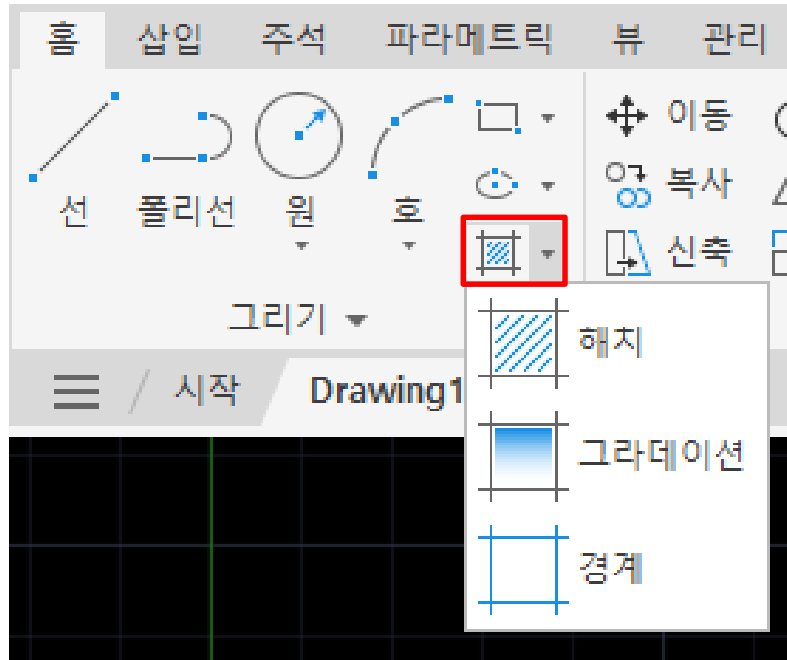 홈 삽입 주석 파라메트릭 뷰 관리
선 폴리선 원 호
이동
복사
신축
그리기
해치
그라데이션
경계
시작 Drawing1